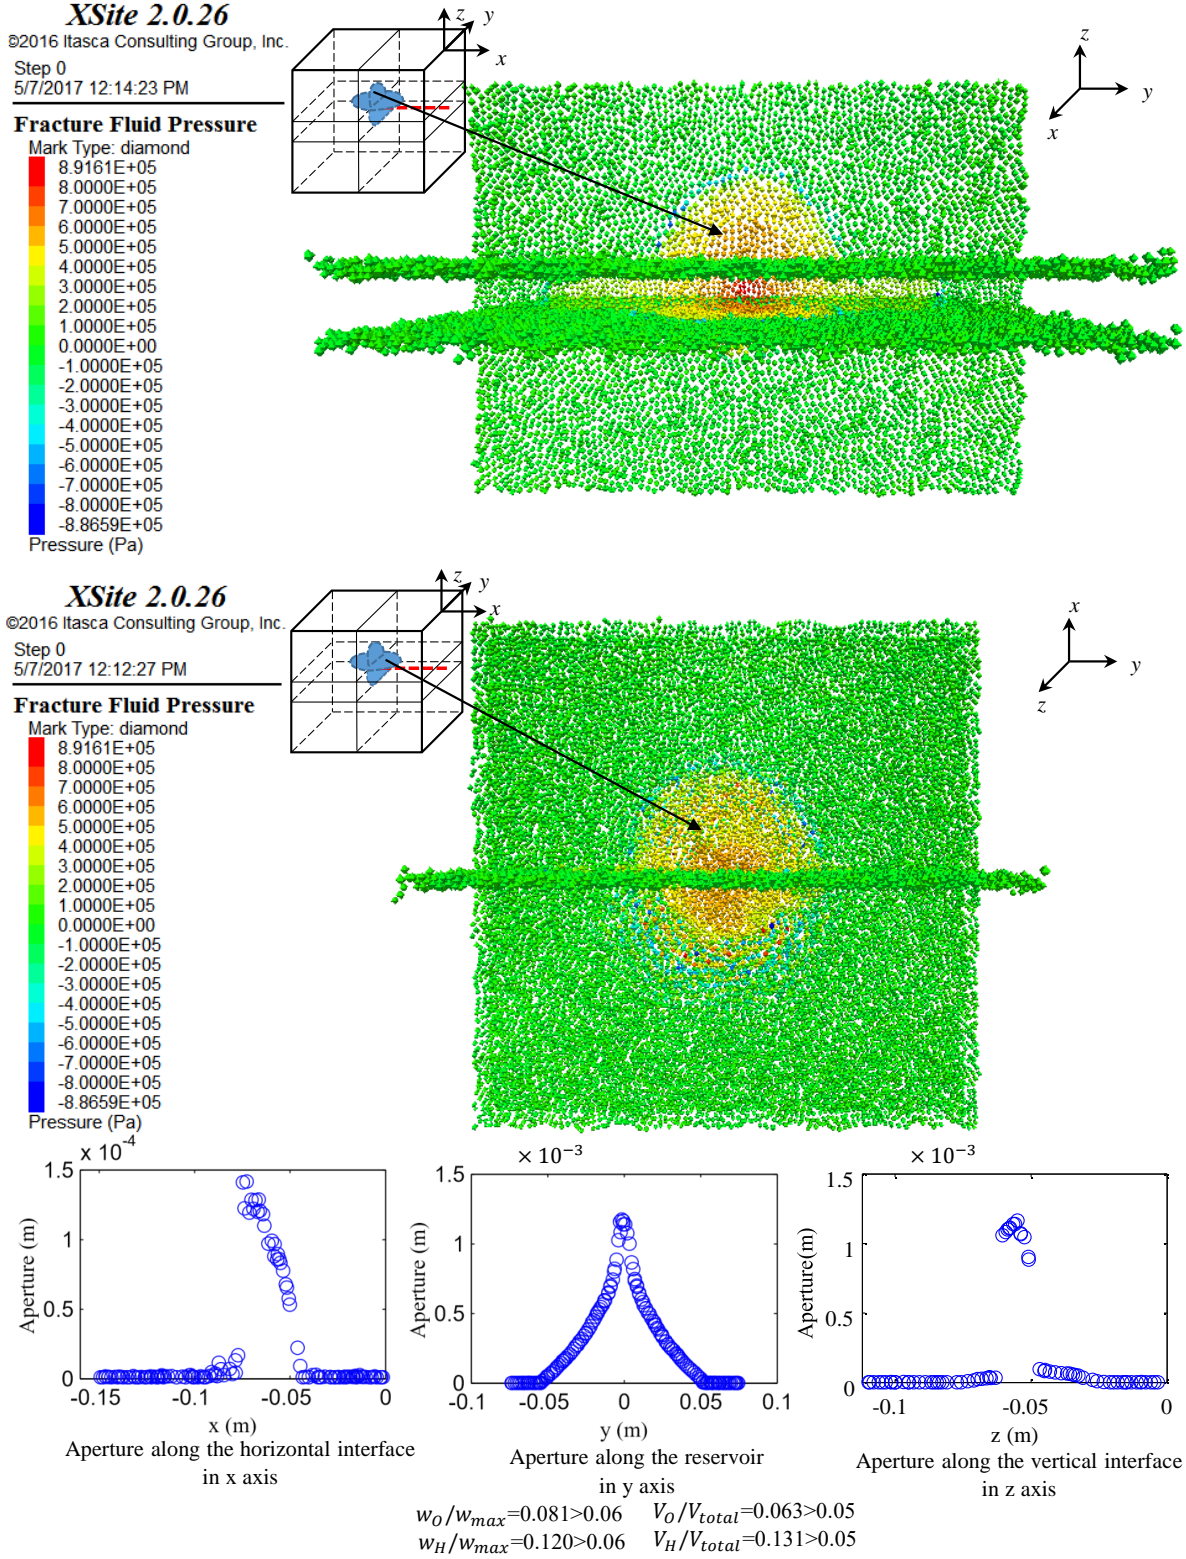 XSite 2.0.26
©2016 Itasca Consulting Group, Inc.
Step 0
5/7/2017 12:14:23 PM
Fracture Fluid Pressure
Mark Type: diamond
8.9161E+05
8.0000E+05
7.0000E+05
6.0000E+05
5.0000E+05
4.0000E+05
3.0000E+05
2.0000E+05
1.0000E+05
0.0000E+00
-1.0000E+05
-2.0000E+05
-3.0000E+05
-4.0000E+05
-5.0000E+05
-6.0000E+05
-7.0000E+05
-8.0000E+05
-8.8659E+05
Pressure (Pa)
z
y
x
z
y
x
XSite 2.0.26
©2016 Itasca Consulting Group, Inc.
Step 0
5/7/2017 12:12:27 PM
Fracture Fluid Pressure
Mark Type: diamond
8.9161E+05
8.0000E+05
7.0000E+05
6.0000E+05
5.0000E+05
4.0000E+05
3.0000E+05
2.0000E+05
1.0000E+05
0.0000E+00
-1.0000E+05
-2.0000E+05
-3.0000E+05
-4.0000E+05
-5.0000E+05
-6.0000E+05
-7.0000E+05
-8.0000E+05
-8.8659E+05
Pressure (Pa)
z
y
x
x
y
z
x 10^-4
1.5
1
0.5
0
-0.15
-0.1
-0.05
0
Aperture (m)
x (m)
Aperture along the horizontal interface
in x axis
× 10^−3
1.5
1
0.5
0
-0.1
-0.05
0
0.05
0.1
Aperture (m)
y (m)
Aperture along the reservoir
in y axis
× 10^−3
1.5
1
0.5
0
-0.1
-0.05
0
Aperture(m)
z (m)
Aperture along the vertical interface
in z axis
w_O/w_max=0.081>0.06 V_O/V_total=0.063>0.05
w_H/w_max=0.120>0.06 V_H/V_total=0.131>0.05